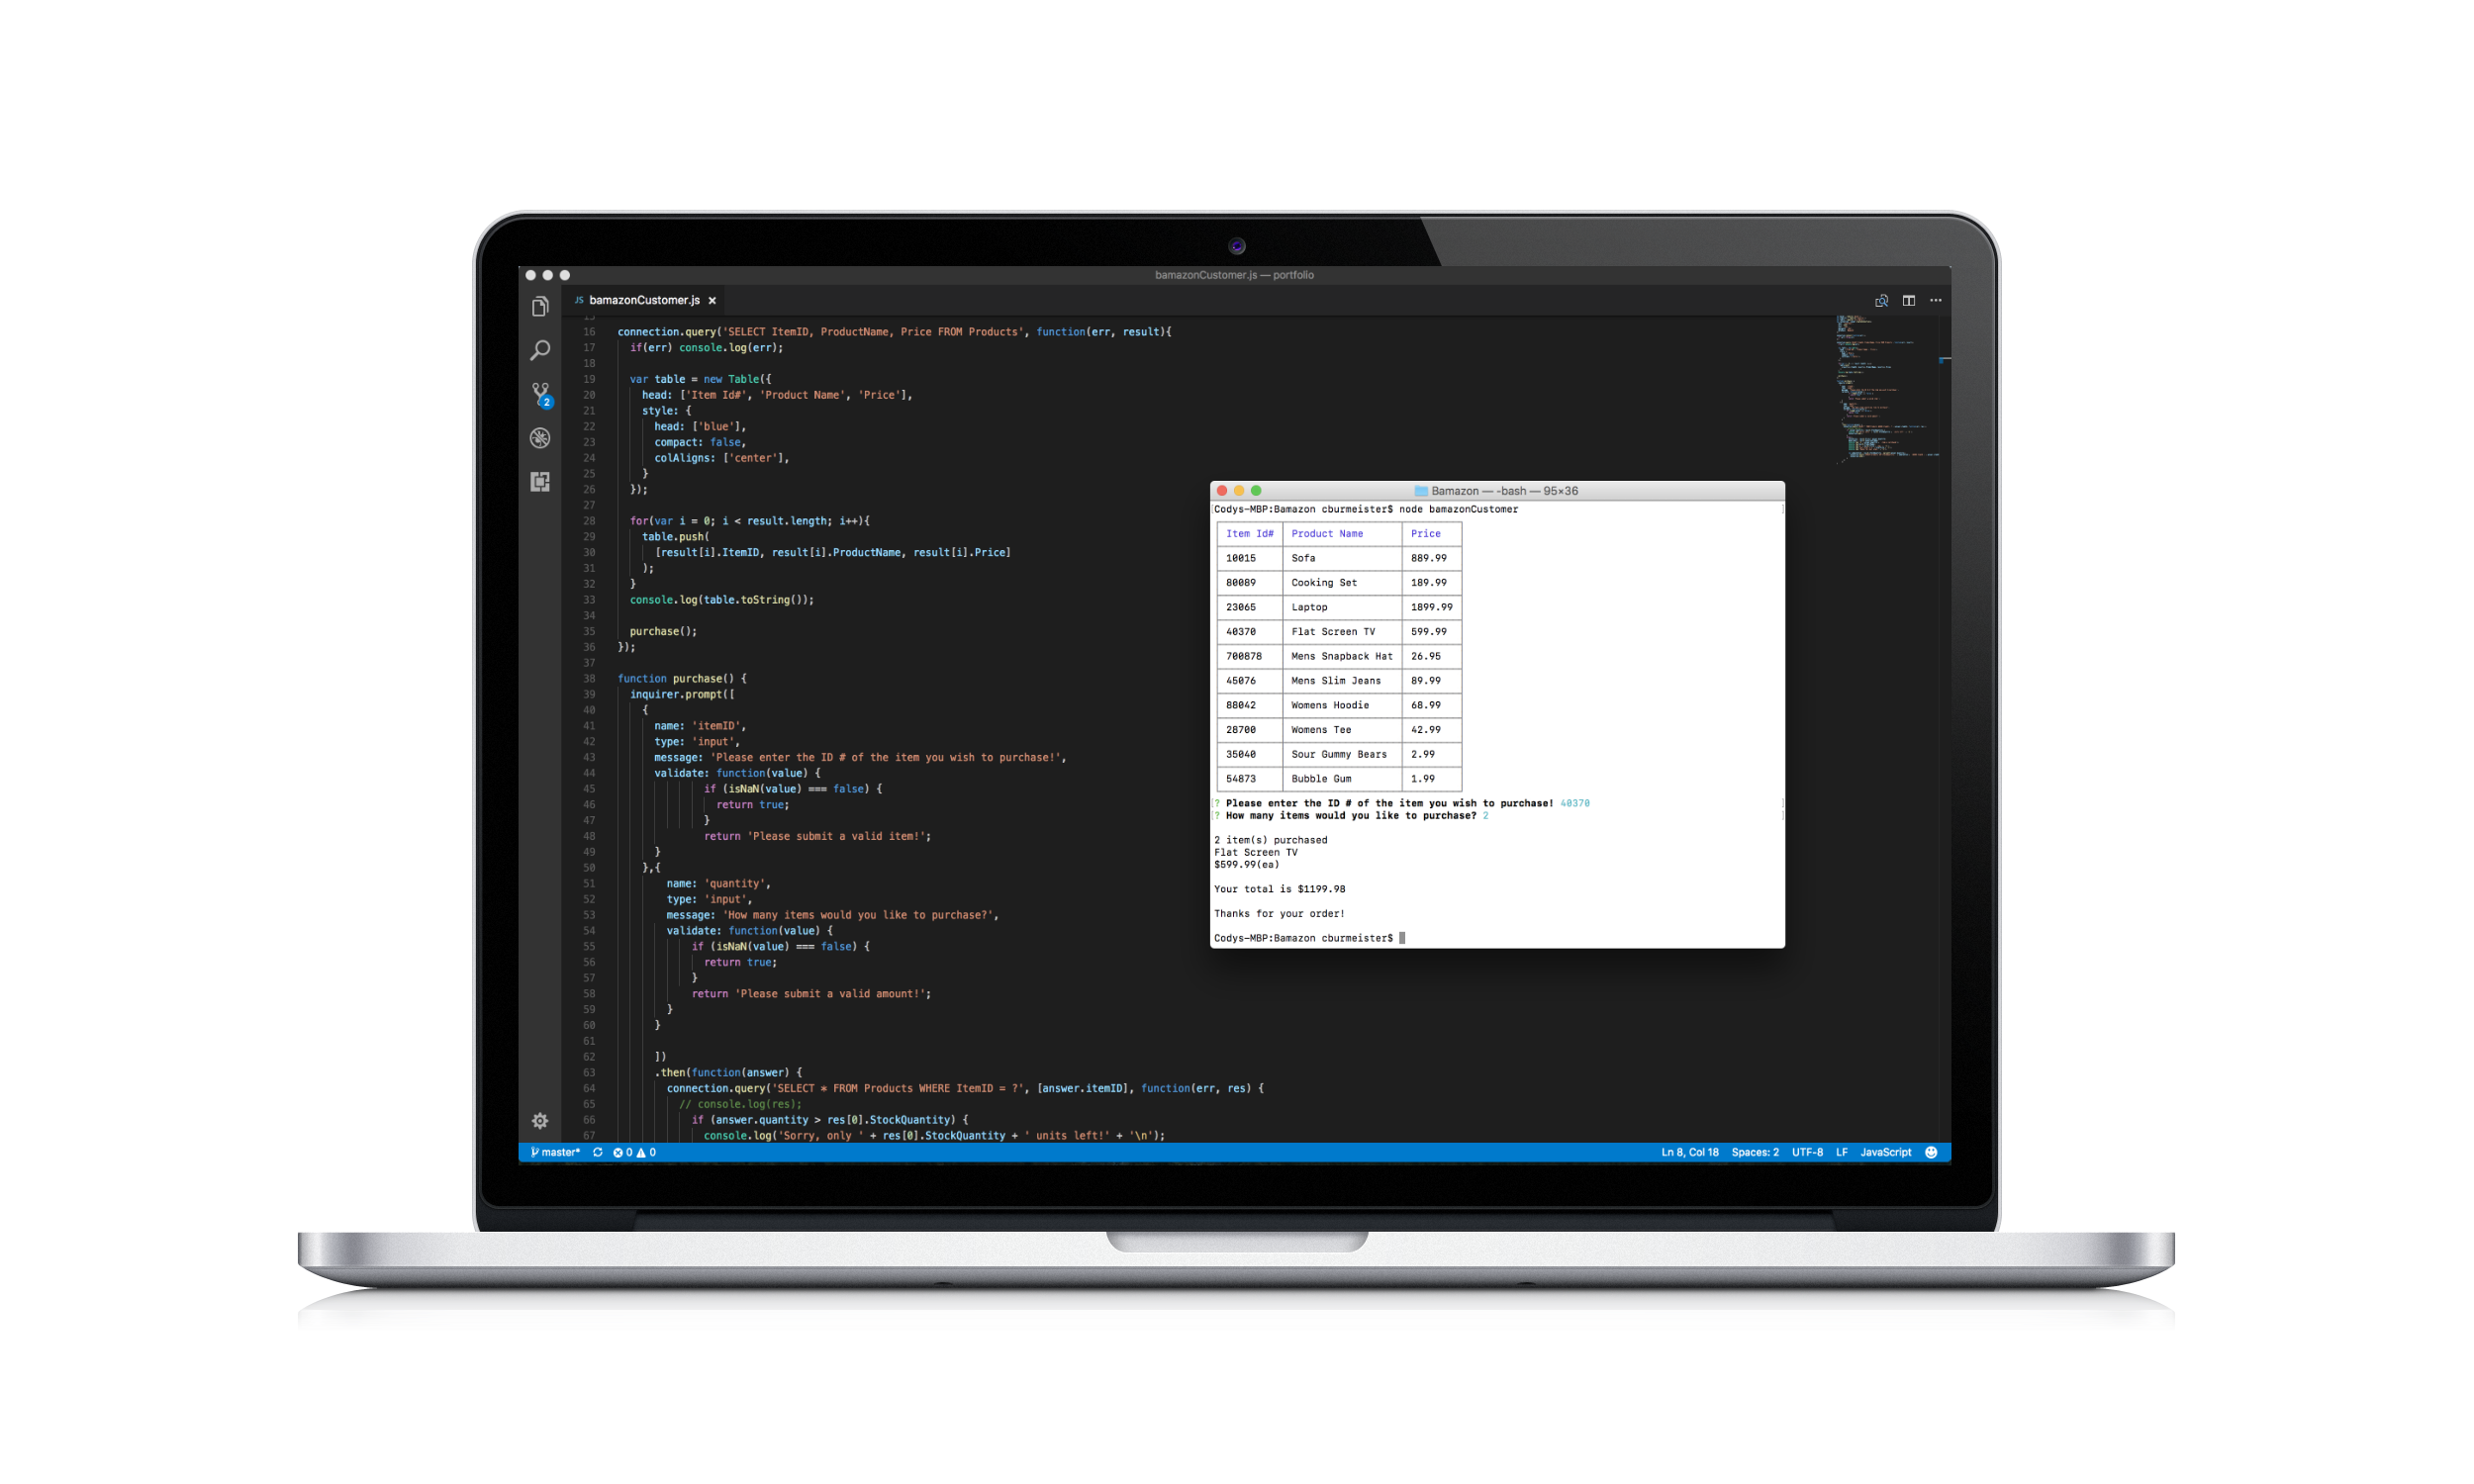 bamazonCustomer.js — portfolio
JS bamazonCustomer.js ×
15
16 connection.query('SELECT ItemID, ProductName, Price FROM Products', function(err, result){
17 if(err) console.log(err);
18
19 var table = new Table({
20 head: ['Item Id#', 'Product Name', 'Price'],
21 style: {
22 head: ['blue'],
23 compact: false,
24 colAligns: ['center'],
25 }
26 });
27
28 for(var i = 0; i < result.length; i++){
29 table.push(
30 [result[i].ItemID, result[i].ProductName, result[i].Price]
31 );
32 }
33 console.log(table.toString());
34
35 purchase();
36 });
37
38 function purchase() {
39 inquirer.prompt([
40 {
41 name: 'itemID',
42 type: 'input',
43 message: 'Please enter the ID # of the item you wish to purchase!',
44 validate: function(value) {
45 if (isNaN(value) === false) {
46 return true;
47 }
48 return 'Please submit a valid item!';
49 }
50 },{
51 name: 'quantity',
52 type: 'input',
53 message: 'How many items would you like to purchase?',
54 validate: function(value) {
55 if (isNaN(value) === false) {
56 return true;
57 }
58 return 'Please submit a valid amount!';
59 }
60 }
61
62 ])
63 .then(function(answer) {
64 connection.query('SELECT * FROM Products WHERE ItemID = ?', [answer.itemID], function(err, res) {
65 // console.log(res);
66 if (answer.quantity > res[0].StockQuantity) {
67 console.log('Sorry, only ' + res[0].StockQuantity + ' units left!' + '\n');
2
master* 0 0
Ln 8, Col 18 Spaces: 2 UTF-8 LF JavaScript
Bamazon — -bash — 95×36
Codys-MBP:Bamazon cburmeister$ node bamazonCustomer
Item Id# Product Name Price
10015 Sofa 889.99
80089 Cooking Set 189.99
23065 Laptop 1899.99
40370 Flat Screen TV 599.99
700878 Mens Snapback Hat 26.95
45076 Mens Slim Jeans 89.99
88042 Womens Hoodie 68.99
28700 Womens Tee 42.99
35040 Sour Gummy Bears 2.99
54873 Bubble Gum 1.99
? Please enter the ID # of the item you wish to purchase! 40370
? How many items would you like to purchase? 2
2 item(s) purchased
Flat Screen TV
$599.99(ea)
Your total is $1199.98
Thanks for your order!
Codys-MBP:Bamazon cburmeister$